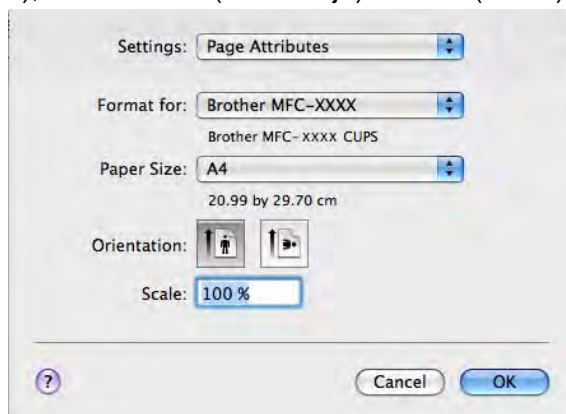 Settings: Page Attributes
Format for: Brother MFC-XXXX
Brother MFC-XXXX CUPS
Paper Size: A4
20.99 by 29.70 cm
Orientation:
Scale: 100 %
? Cancel OK